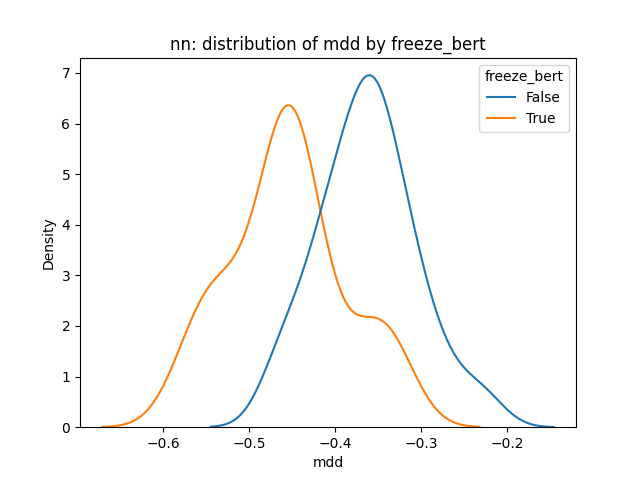 nn: distribution of mdd by freeze_bert
freeze_bert
False
True
Density
7
6
5
4
3
2
1
0
−0.6
−0.5
−0.4
−0.3
−0.2
mdd